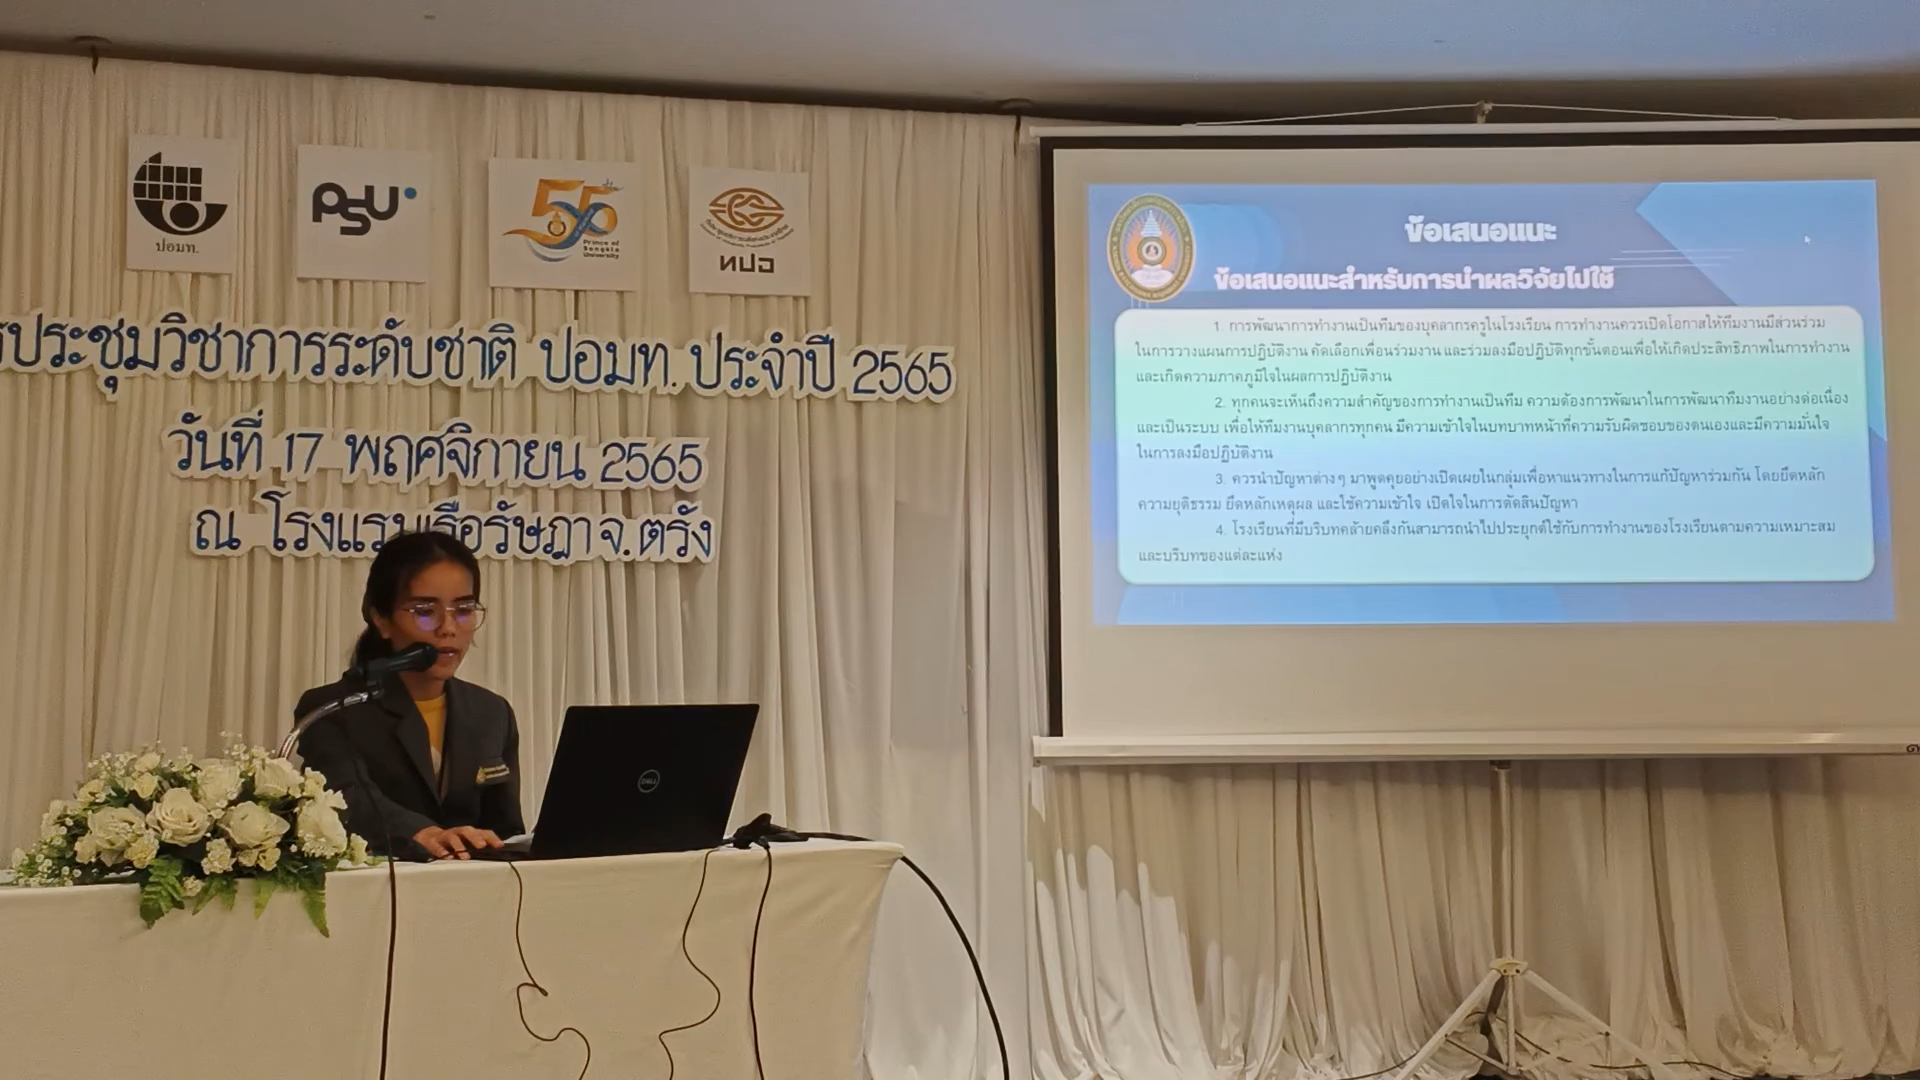 ปอมท.
PSU
55
Prince of
Songkla
University
ทปอ
ประชุมวิชาการระดับชาติ ปอมท. ประจำปี 2565
วันที่ 17 พฤศจิกายน 2565
ณ โรงแรมเรือรัษฎา จ.ตรัง
DELL
ข้อเสนอแนะ
ข้อเสนอแนะสำหรับการนำผลวิจัยไปใช้
1. การพัฒนาการทำงานเป็นทีมของบุคลากรครูในโรงเรียน การทำงานควรเปิดโอกาสให้ทีมงานมีส่วนร่วม
ในการวางแผนการปฏิบัติงาน คัดเลือกเพื่อนร่วมงาน และร่วมลงมือปฏิบัติทุกขั้นตอนเพื่อให้เกิดประสิทธิภาพในการทำงาน
และเกิดความภาคภูมิใจในผลการปฏิบัติงาน
2. ทุกคนจะเห็นถึงความสำคัญของการทำงานเป็นทีม ความต้องการพัฒนาในการพัฒนาทีมงานอย่างต่อเนื่อง
และเป็นระบบ เพื่อให้ทีมงานบุคลากรทุกคน มีความเข้าใจในบทบาทหน้าที่ความรับผิดชอบของตนเองและมีความมั่นใจ
ในการลงมือปฏิบัติงาน
3. ควรนำปัญหาต่างๆ มาพูดคุยอย่างเปิดเผยในกลุ่มเพื่อหาแนวทางในการแก้ปัญหาร่วมกัน โดยยึดหลัก
ความยุติธรรม ยึดหลักเหตุผล และใช้ความเข้าใจ เปิดใจในการตัดสินปัญหา
4. โรงเรียนที่มีบริบทคล้ายคลึงกันสามารถนำไปประยุกต์ใช้กับการทำงานของโรงเรียนตามความเหมาะสม
และบริบทของแต่ละแห่ง